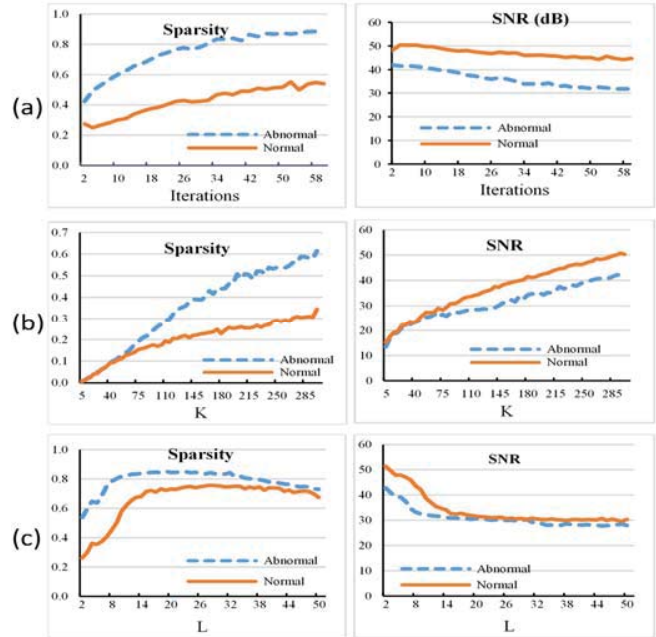 (a)
Sparsity
1.0
0.8
0.6
0.4
0.2
0.0
Abnormal
Normal
2 10 18 26 34 42 50 58
Iterations
SNR (dB)
60
50
40
30
20
10
0
Abnormal
Normal
2 10 18 26 34 42 50 58
Iterations
(b)
Sparsity
0.7
0.6
0.5
0.4
0.3
0.2
0.1
0.0
Abnormal
Normal
5 40 75 110 145 180 215 250 285
K
SNR
60
50
40
30
20
10
0
Abnormal
Normal
5 40 75 110 145 180 215 250 285
K
(c)
Sparsity
1.0
0.8
0.6
0.4
0.2
0.0
Abnormal
Normal
2 8 14 20 26 32 38 44 50
L
SNR
60
50
40
30
20
10
0
Abnormal
Normal
2 8 14 20 26 32 38 44 50
L